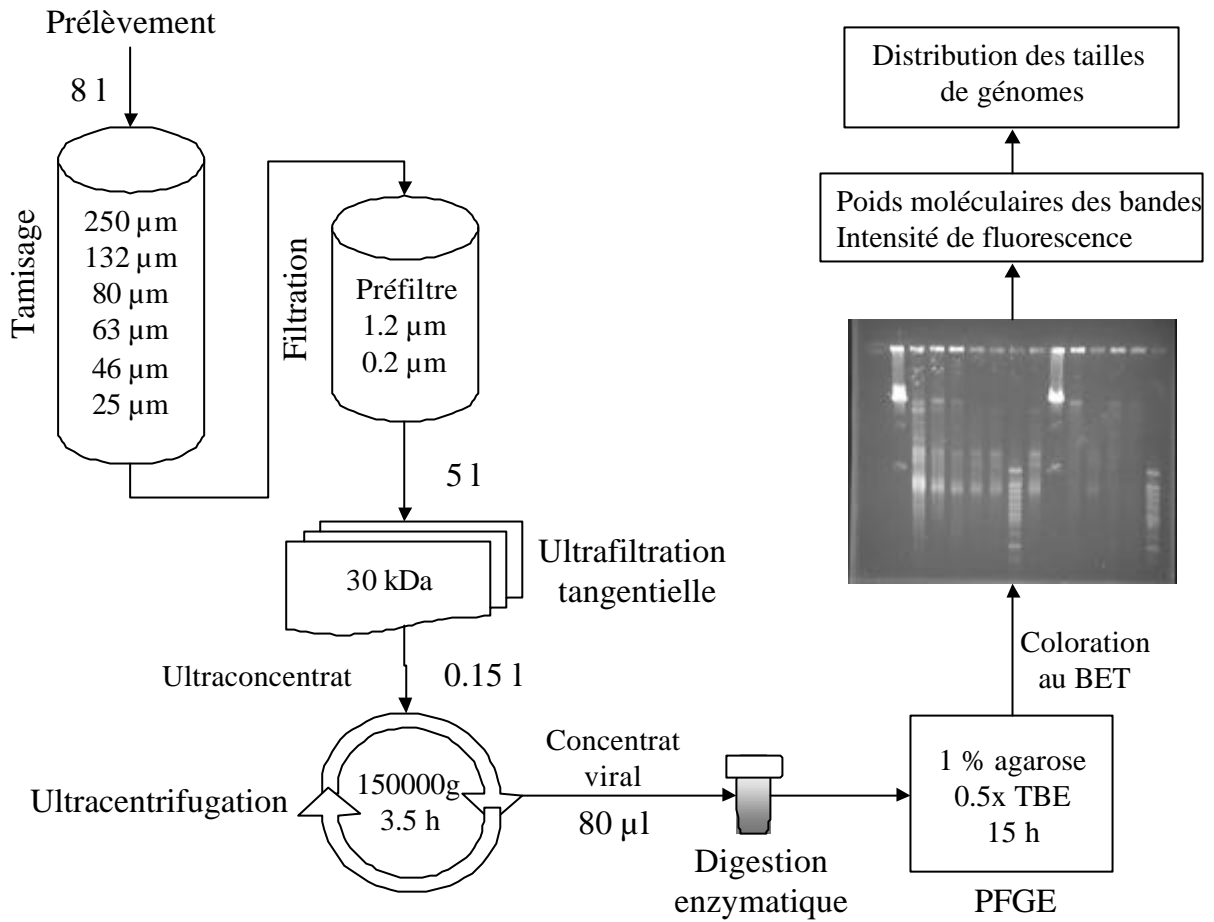 Prélèvement
8 l
Tamisage
250 µm
132 µm
80 µm
63 µm
46 µm
25 µm
Filtration
Préfiltre
1.2 µm
0.2 µm
5 l
30 kDa
Ultrafiltration
tangentielle
Ultraconcentrat
0.15 l
Ultracentrifugation
150000g
3.5 h
Concentrat
viral
80 µl
Digestion
enzymatique
1 % agarose
0.5x TBE
15 h
PFGE
Coloration
au BET
Poids moléculaires des bandes
Intensité de fluorescence
Distribution des tailles
de génomes